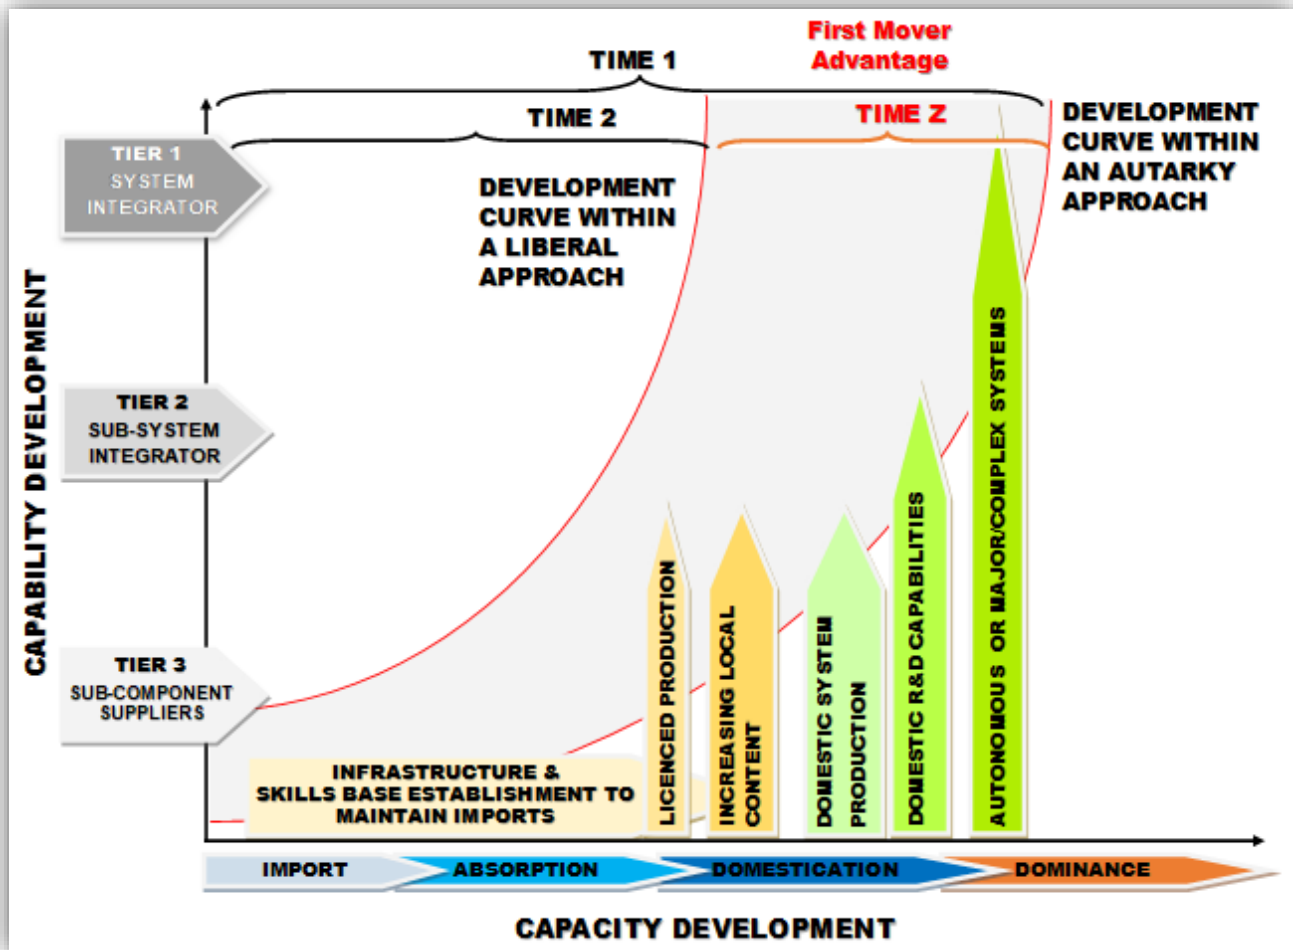 First Mover
Advantage
TIME 1
TIME 2
TIME Z
DEVELOPMENT
CURVE WITHIN
AN AUTARKY
APPROACH
DEVELOPMENT
CURVE WITHIN
A LIBERAL
APPROACH
TIER 1
SYSTEM
INTEGRATOR
TIER 2
SUB-SYSTEM
INTEGRATOR
TIER 3
SUB-COMPONENT
SUPPLIERS
CAPABILITY DEVELOPMENT
INFRASTRUCTURE &
SKILLS BASE ESTABLISHMENT TO
MAINTAIN IMPORTS
LICENCED PRODUCTION
INCREASING LOCAL
CONTENT
DOMESTIC SYSTEM
PRODUCTION
DOMESTIC R&D CAPABILITIES
AUTONOMOUS OR MAJOR/COMPLEX SYSTEMS
IMPORT
ABSORPTION
DOMESTICATION
DOMINANCE
CAPACITY DEVELOPMENT